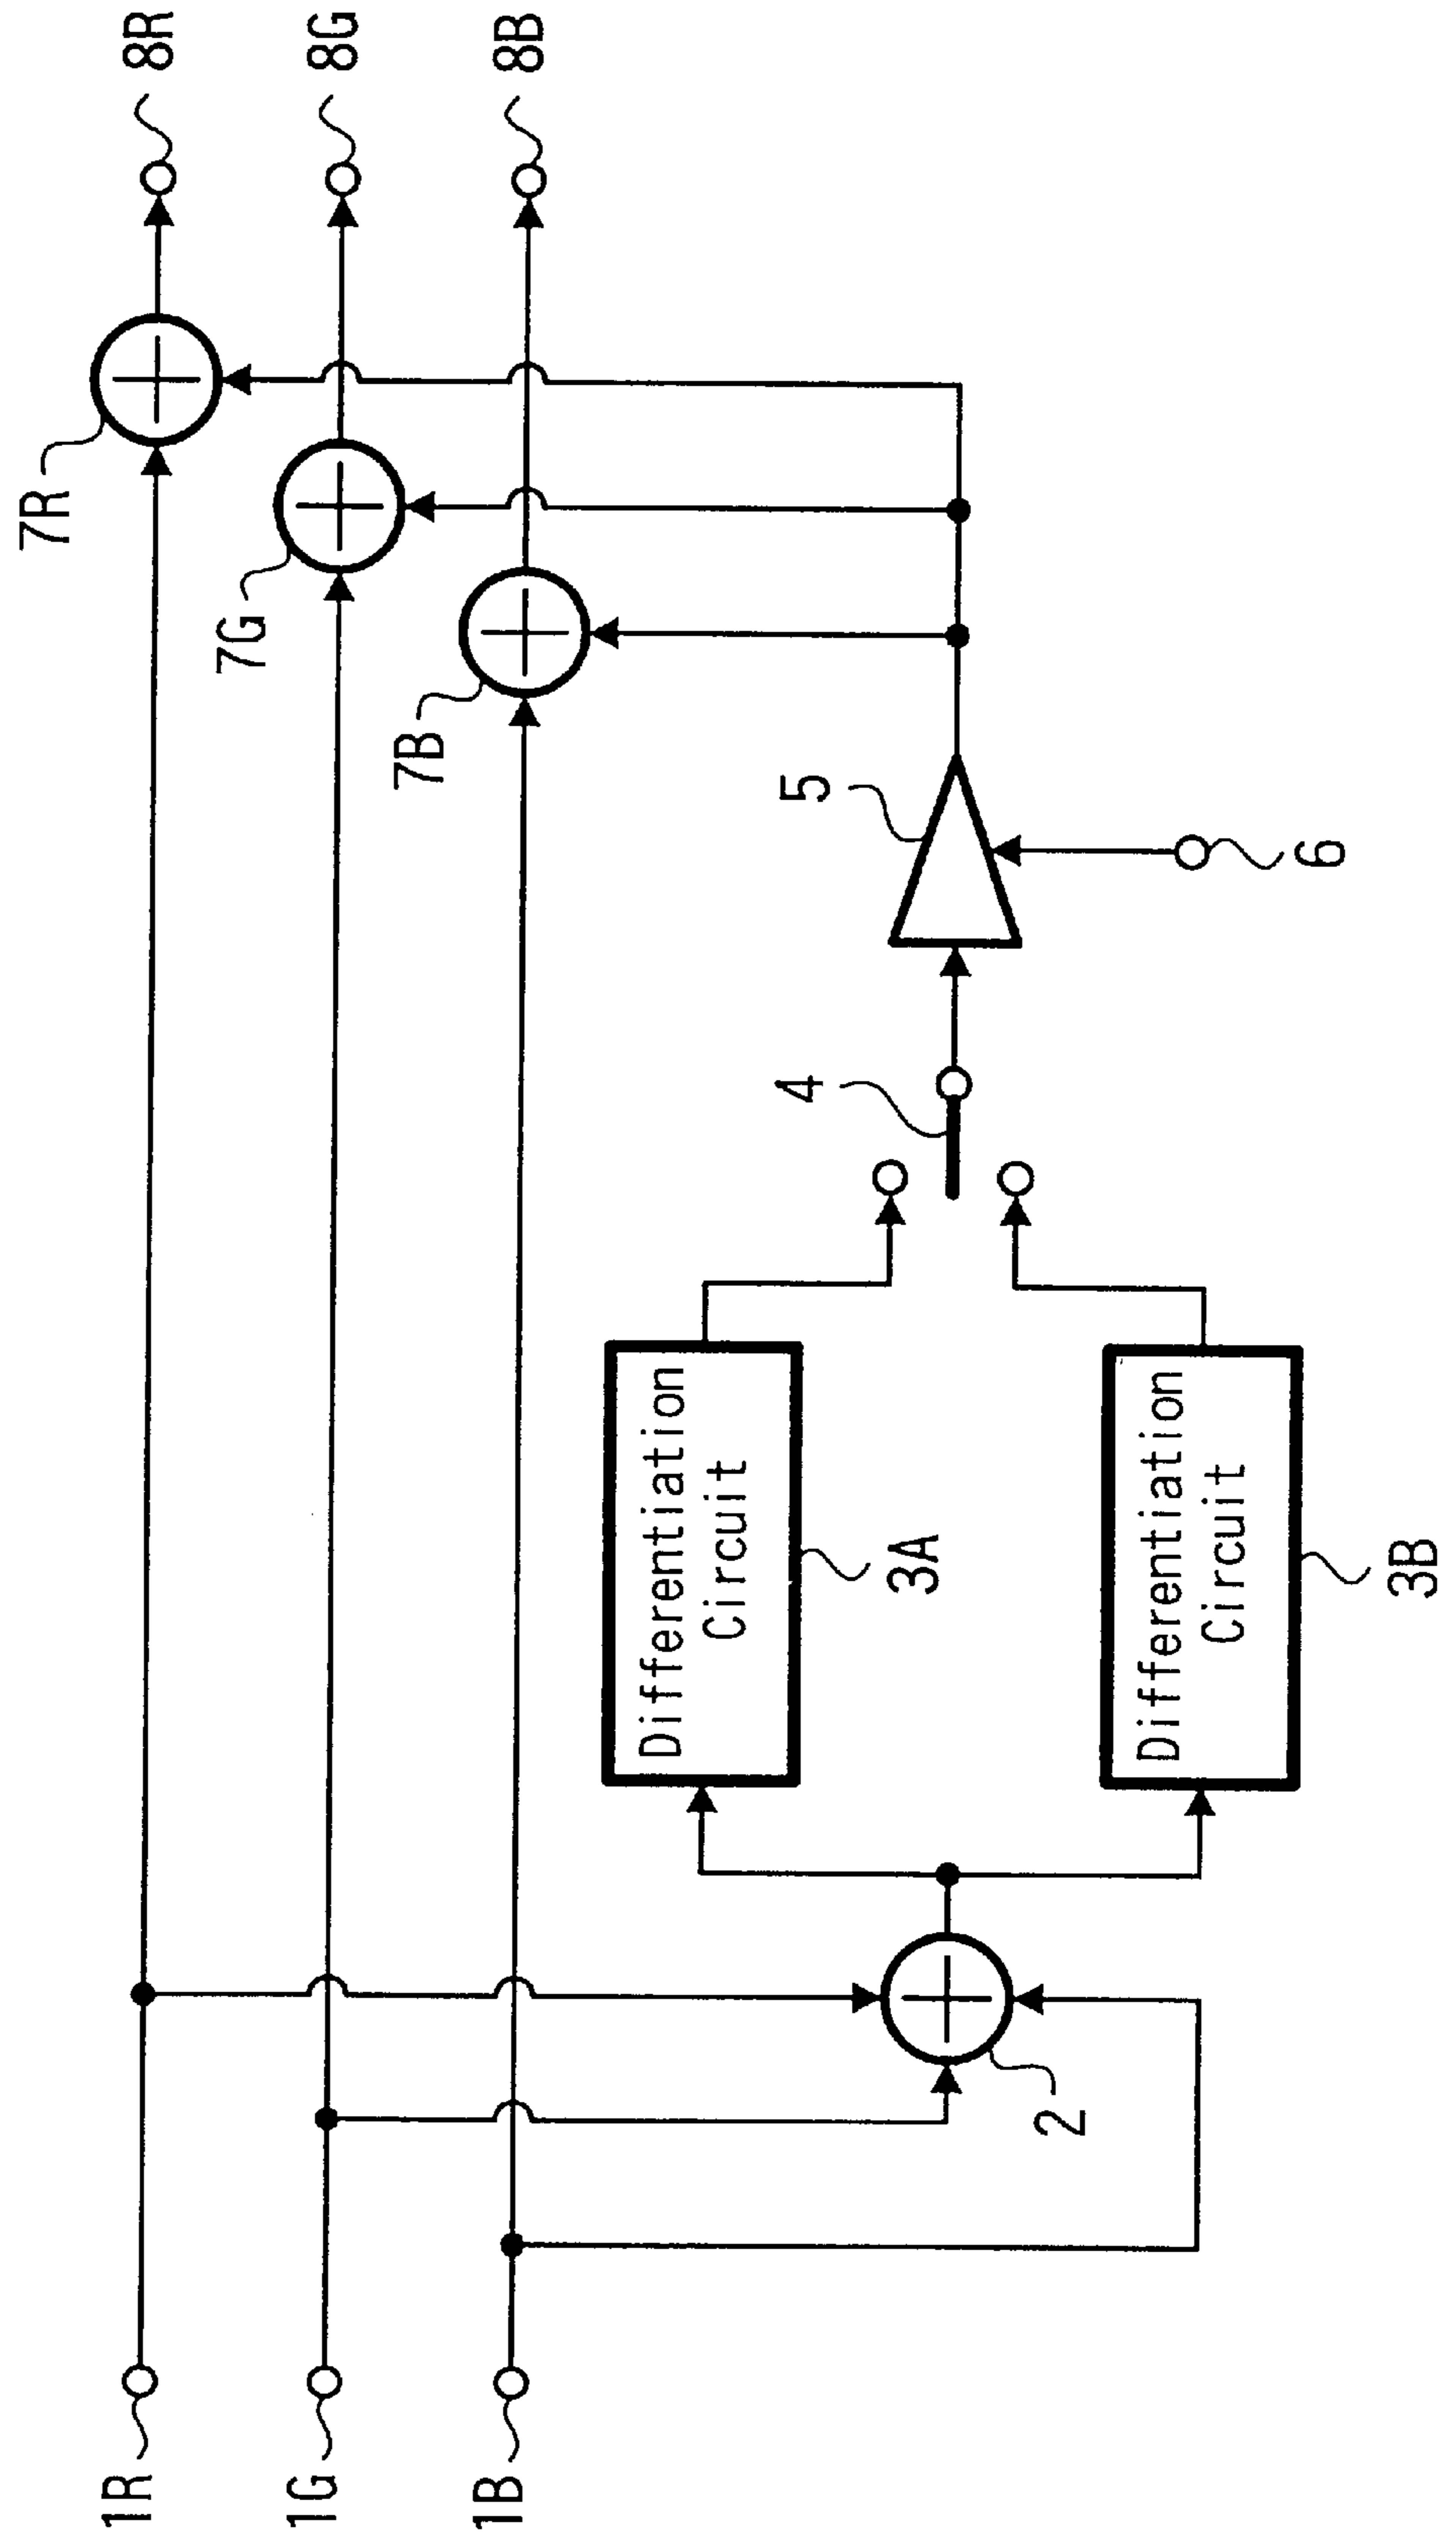 1R
1G
1B
2
Differentiation
Circuit
3A
Differentiation
Circuit
3B
4
5
6
7R
7G
7B
8R
8G
8B